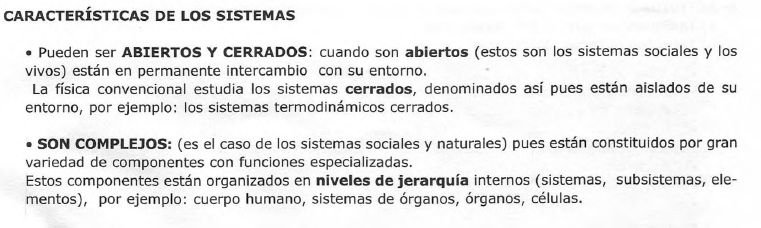 CARACTERÍSTICAS DE LOS SISTEMAS
• Pueden ser ABIERTOS Y CERRADOS: cuando son abiertos (estos son los sistemas sociales y los
vivos) están en permanente intercambio con su entorno.
La física convencional estudia los sistemas cerrados, denominados así pues están aislados de su
entorno, por ejemplo: los sistemas termodinámicos cerrados.
• SON COMPLEJOS: (es el caso de los sistemas sociales y naturales) pues están constituidos por gran
variedad de componentes con funciones especializadas.
Estos componentes están organizados en niveles de jerarquía internos (sistemas, subsistemas, ele-
mentos), por ejemplo: cuerpo humano, sistemas de órganos, órganos, células.